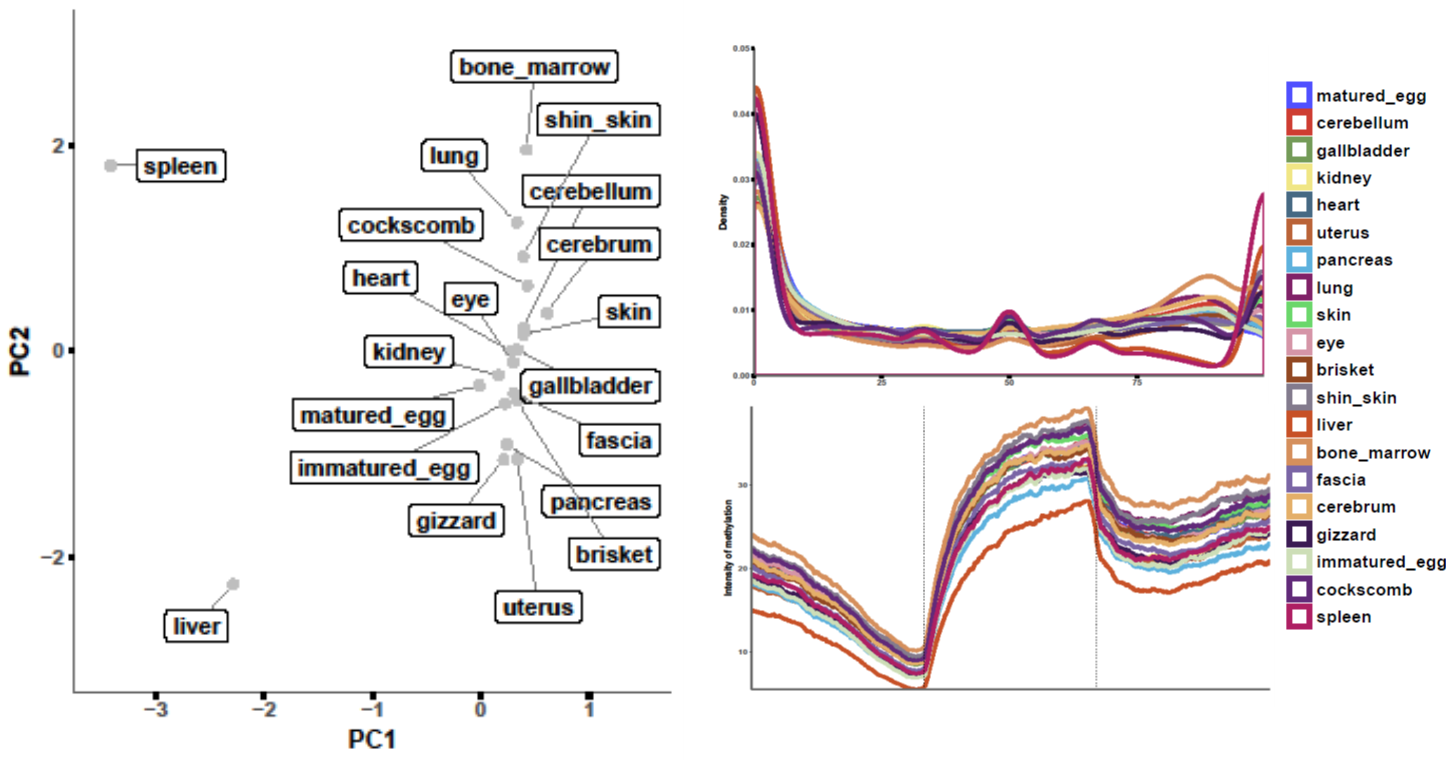 bone_marrow
shin_skin
lung
spleen
cerebellum
cockscomb
cerebrum
heart
eye
skin
kidney
gallbladder
matured_egg
fascia
immatured_egg
pancreas
gizzard
brisket
uterus
liver
PC2
2
0
−2
−3
−2
−1
0
1
PC1
Density
0.05
0.04
0.03
0.02
0.01
0.00
0
25
50
75
Intensity of methylation
30
20
10
matured_egg
cerebellum
gallbladder
kidney
heart
uterus
pancreas
lung
skin
eye
brisket
shin_skin
liver
bone_marrow
fascia
cerebrum
gizzard
immatured_egg
cockscomb
spleen